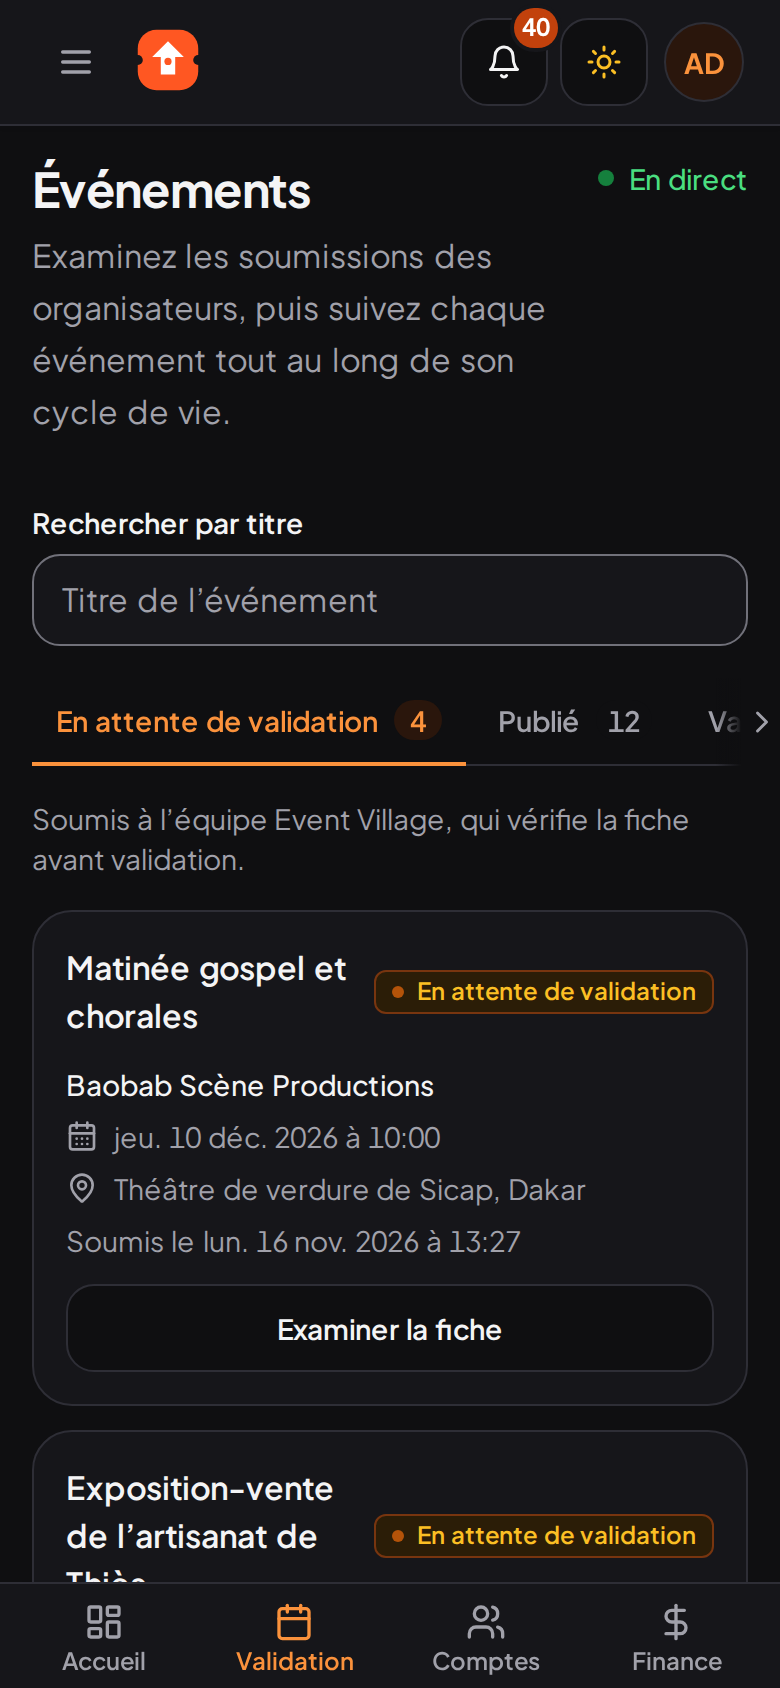 40
AD
Événements
En direct
Examinez les soumissions des
organisateurs, puis suivez chaque
événement tout au long de son
cycle de vie.
Rechercher par titre
Titre de l’événement
En attente de validation 4 Publié 12
Soumis à l’équipe Event Village, qui vérifie la fiche
avant validation.
Matinée gospel et
chorales
En attente de validation
Baobab Scène Productions
jeu. 10 déc. 2026 à 10:00
Théâtre de verdure de Sicap, Dakar
Soumis le lun. 16 nov. 2026 à 13:27
Examiner la fiche
Exposition-vente
de l’artisanat de
Thiès
En attente de validation
Accueil Validation Comptes Finance